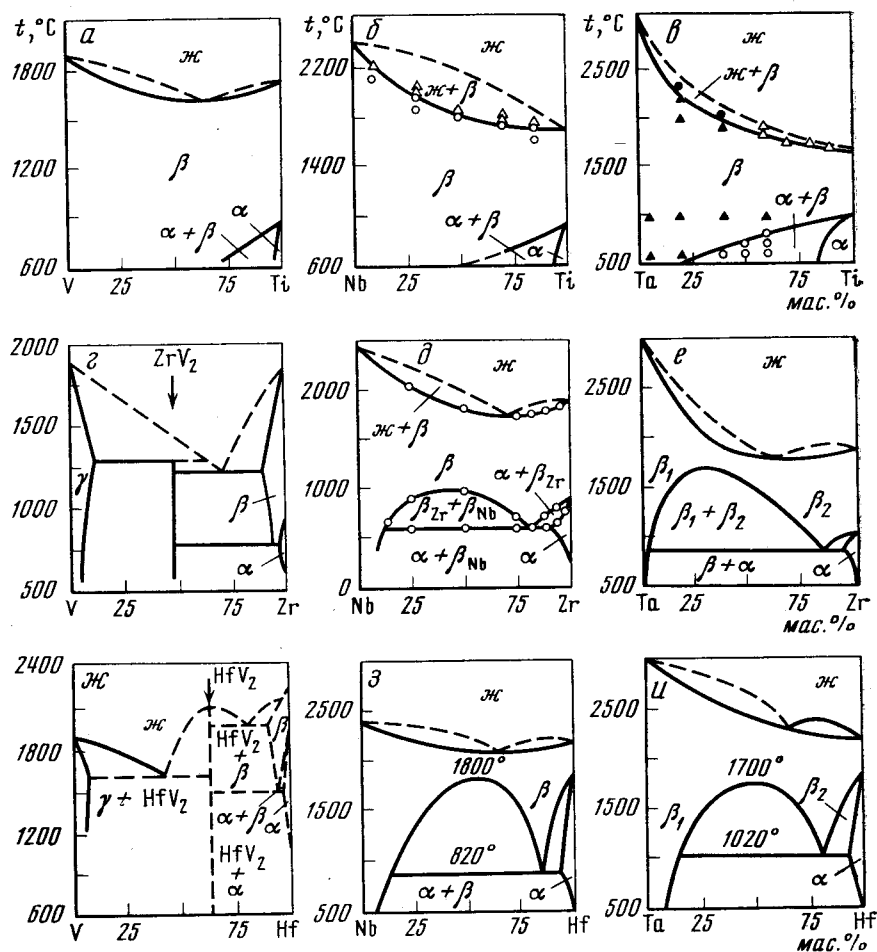 t,°C
а
ж
1800
1200
600
β
α
α + β
V
25
75
Ti
t,°C
б
ж
2200
1400
600
ж+β
β
α + β
α
Nb
25
75
Ti
t,°C
в
ж
2500
1500
500
ж+β
β
α + β
α
Ta
25
75
Ti
мас.%
г
ZrV₂
2000
1500
1000
500
γ
β
α
V
25
75
Zr
д
ж
2000
1000
0
ж+β
β
α + βZr
βZr + βNb
α + βNb
α
Nb
25
75
Zr
е
ж
2500
1500
500
β₁
β₁ + β₂
β₂
β + α
α
Ta
25
75
Zr
мас.%
ж
HfV₂
ж
2400
1800
1200
600
HfV₂
+
β
β
γ + HfV₂
α + β
α
HfV₂
+
α
V
25
75
Hf
з
ж
2500
1500
500
1800°
β
820°
α + β
α
Nb
25
75
Hf
и
ж
2500
1500
500
1700°
β₁
β₂
1020°
α
Ta
25
75
Hf
мас.%